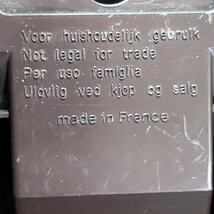 Voor huishoudelijk gebruik
Not legal for trade
Per uso famiglia
Ulovlig ved kjøp og salg
made in France